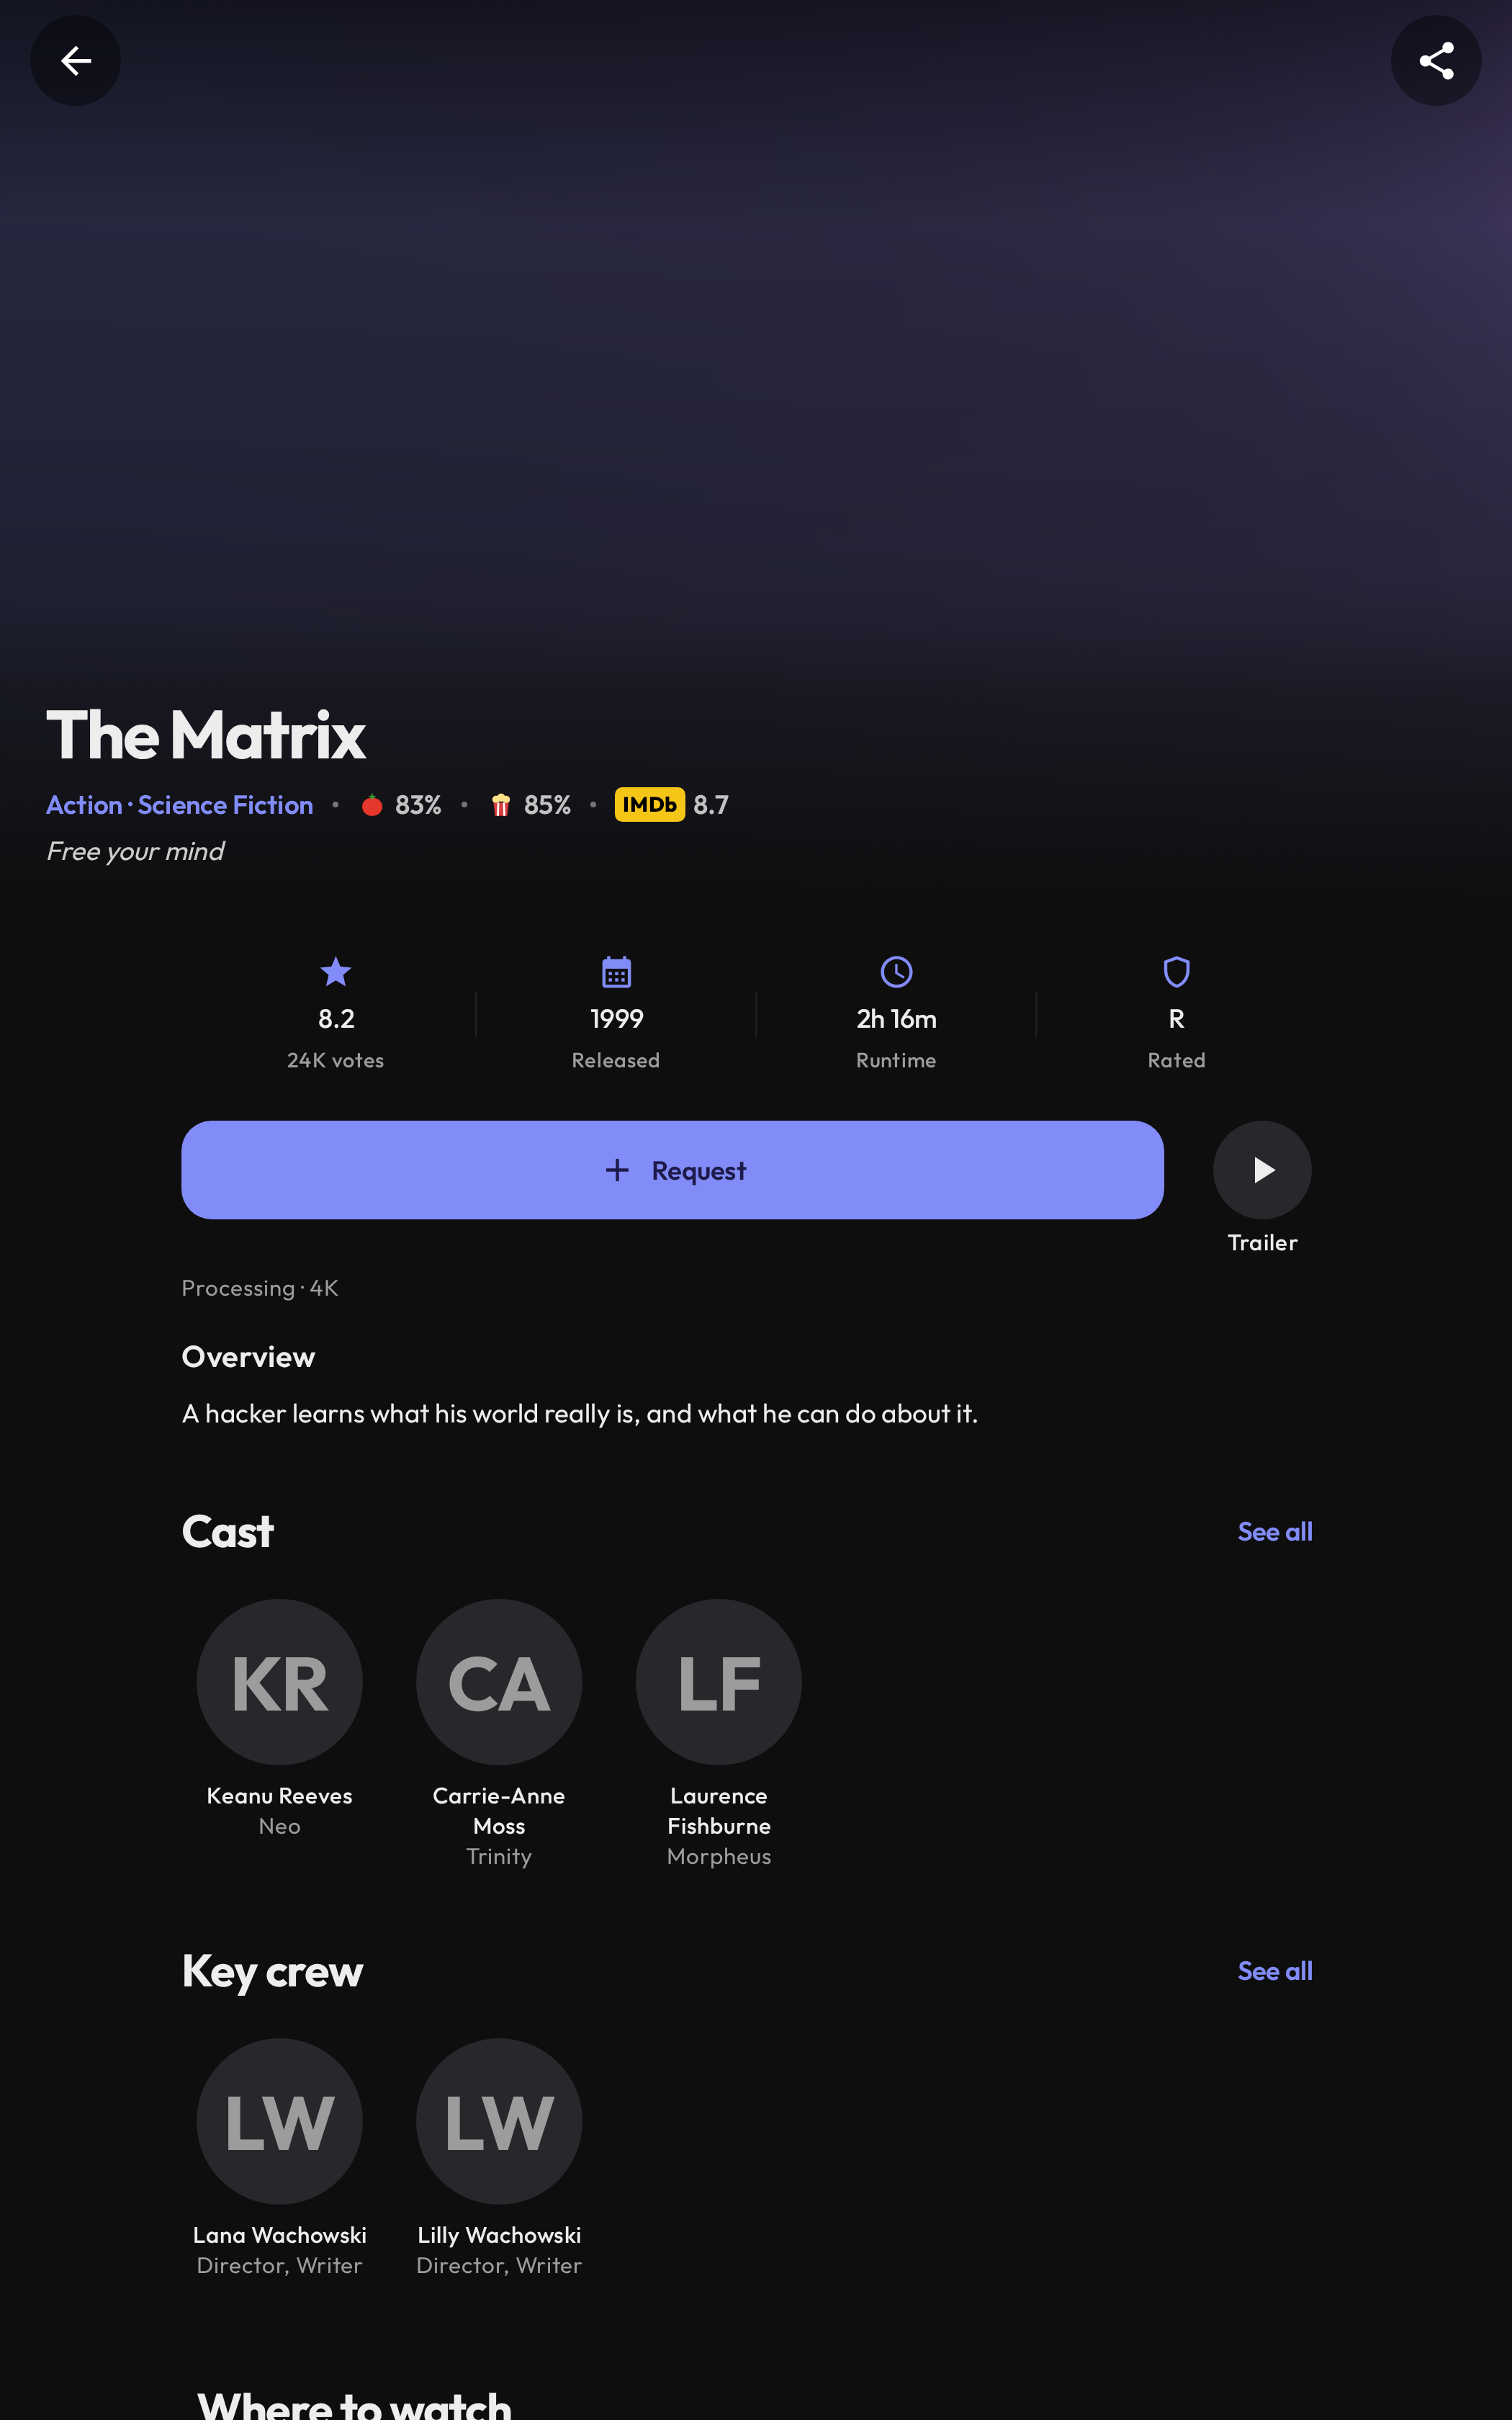 The Matrix
Action · Science Fiction • 83% • 85% • IMDb 8.7
Free your mind
8.2 1999 2h 16m R
24K votes Released Runtime Rated
Request
Trailer
Processing · 4K
Overview
A hacker learns what his world really is, and what he can do about it.
Cast See all
KR CA LF
Keanu Reeves Carrie-Anne Laurence
Neo Moss Fishburne
Trinity Morpheus
Key crew See all
LW LW
Lana Wachowski Lilly Wachowski
Director, Writer Director, Writer
Where to watch